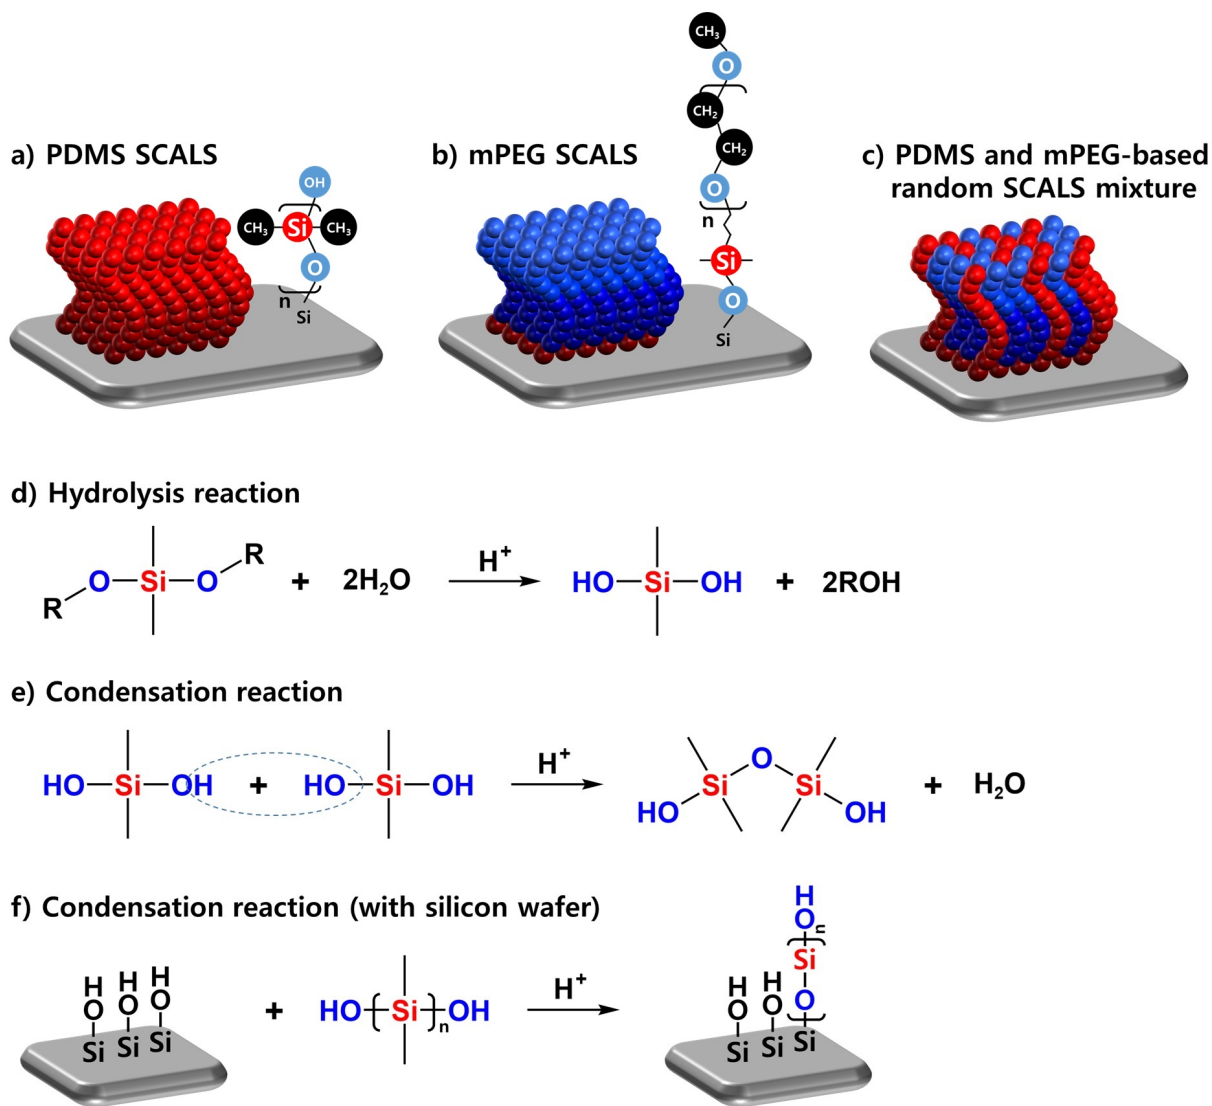 a) PDMS SCALS
OH
CH₃ Si CH₃
O
n
Si
b) mPEG SCALS
CH₃
O
CH₂
CH₂
O
n
Si
O
Si
c) PDMS and mPEG-based
random SCALS mixture
d) Hydrolysis reaction
R O Si O R + 2H₂O H⁺ HO Si OH + 2ROH
e) Condensation reaction
HO Si OH + HO Si OH H⁺ HO Si O Si OH + H₂O
f) Condensation reaction (with silicon wafer)
H H H
O O O
Si Si Si
+ HO ( Si )n OH H⁺
H
O n
Si
H H O
O O
Si Si Si